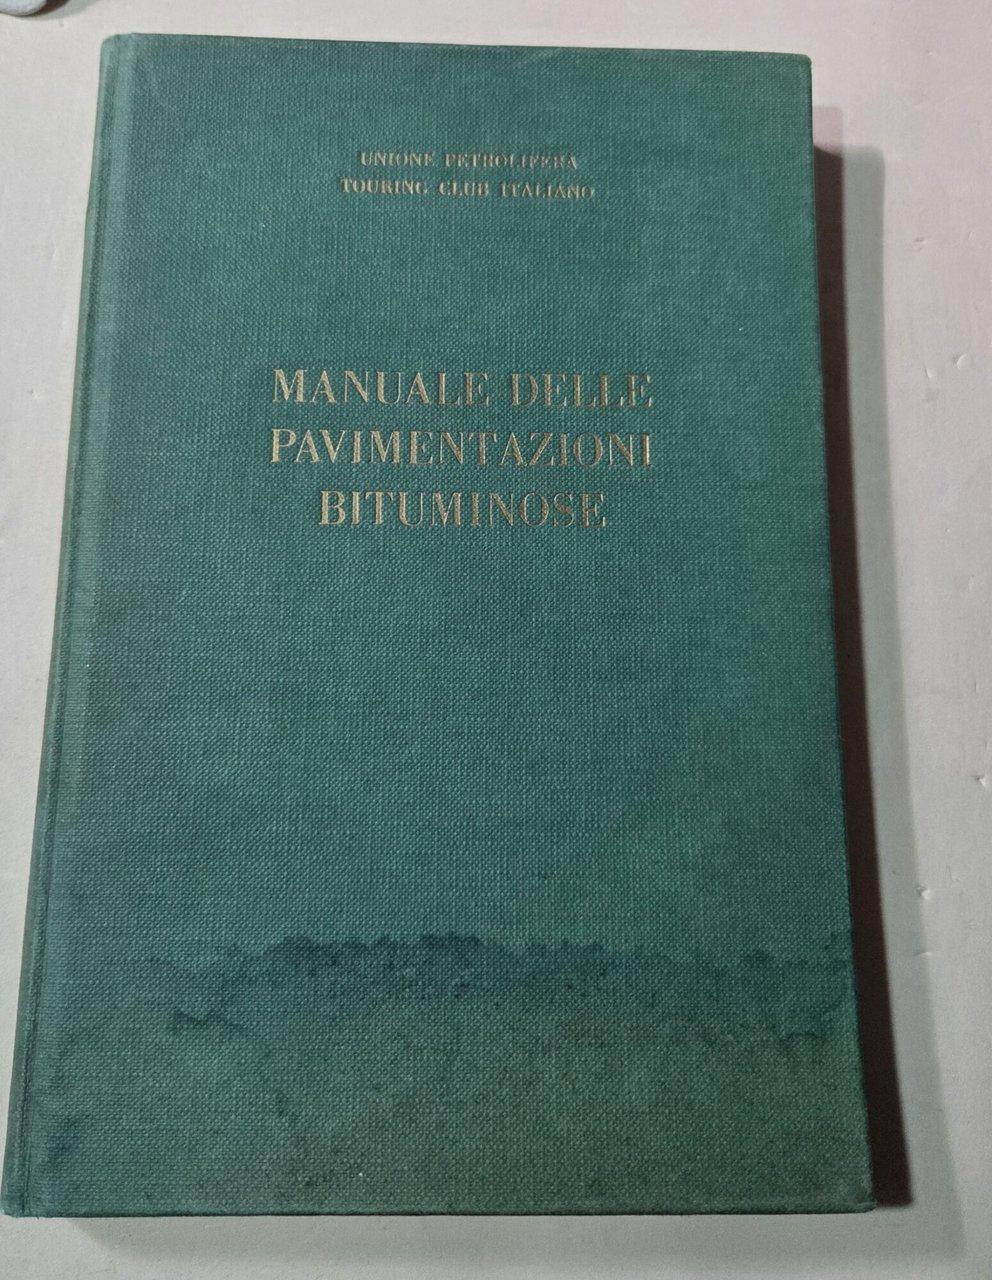 UNIONE PETROLIFERA
TOURING CLUB ITALIANO
MANUALE DELLE
PAVIMENTAZIONI
BITUMINOSE